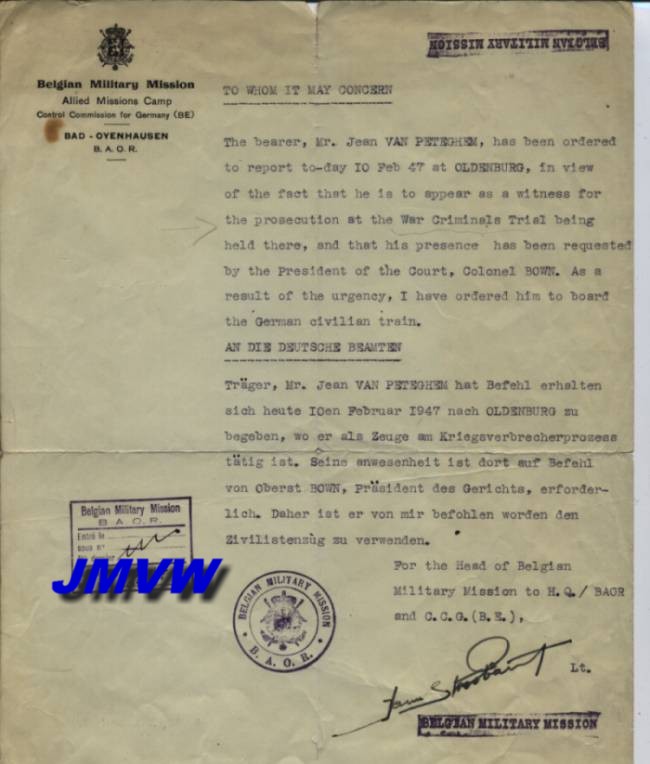 Belgian Military Mission
Allied Missions Camp
Control Commission for Germany (BE)
BAD - OYENHAUSEN
B. A. O. R.
BELGIAN MILITARY MISSION
TO WHOM IT MAY CONCERN
The bearer, Mr. Jean VAN PETEGHEM, has been ordered
to report to-day IO Feb 47 at OLDENBURG, in view
of the fact that he is to appear as a witness for
the prosecution at the War Criminals Trial being
held there, and that his presence has been requested
by the President of the Court, Colonel BOWN. As a
result of the urgency, I have ordered him to board
the German civilian train.
AN DIE DEUTSCHE BEAMTEN
Träger, Mr. Jean VAN PETEGHEM hat Befehl erhalten
sich heute IOen Februar 1947 nach OLDENBURG zu
begeben, wo er als Zeuge am Kriegsverbrecherprozess
tätig ist. Seine anwesenheit ist dort auf Befehl
von Oberst BOWN, Präsident des Gerichts, erforder-
lich. Daher ist er von mir befohlen worden den
Zivilistenzüg zu verwenden.
For the Head of Belgian
Military Mission to H.Q./ BAOR
and C.C.G.(B.E.),
Lt.
Belgian Military Mission
B. A. O. R.
Entré le
sous n°
JMVW
BELGIAN MILITARY MISSION
B. A. O. R.
BELGIAN MILITARY MISSION